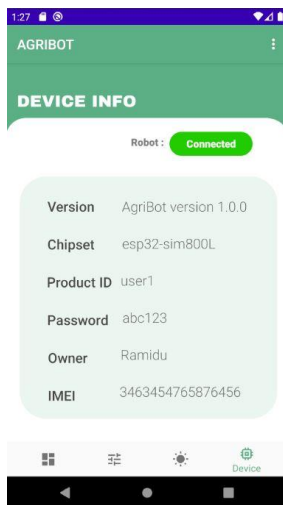 1:27
AGRIBOT
DEVICE INFO
Robot : Connected
Version AgriBot version 1.0.0
Chipset esp32-sim800L
Product ID user1
Password abc123
Owner Ramidu
IMEI 3463454765876456
Device